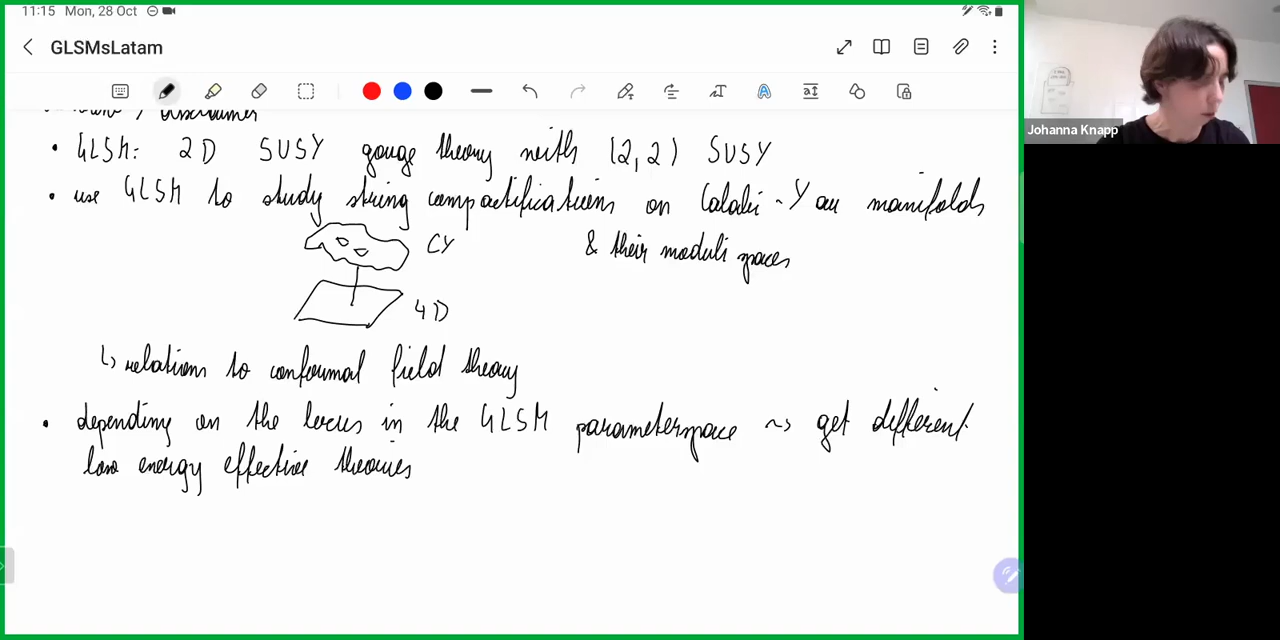 11:15 Mon, 28 Oct
GLSMsLatam
Johanna Knapp
disclaimer
• GLSM: 2D SUSY gauge theory with (2,2) SUSY
• use GLSM to study string compactifications on Calabi-Yau manifolds
& their moduli spaces
CY
4D
↳ relations to conformal field theory
• depending on the locus in the GLSM parameterspace ~> get different
low energy effective theories